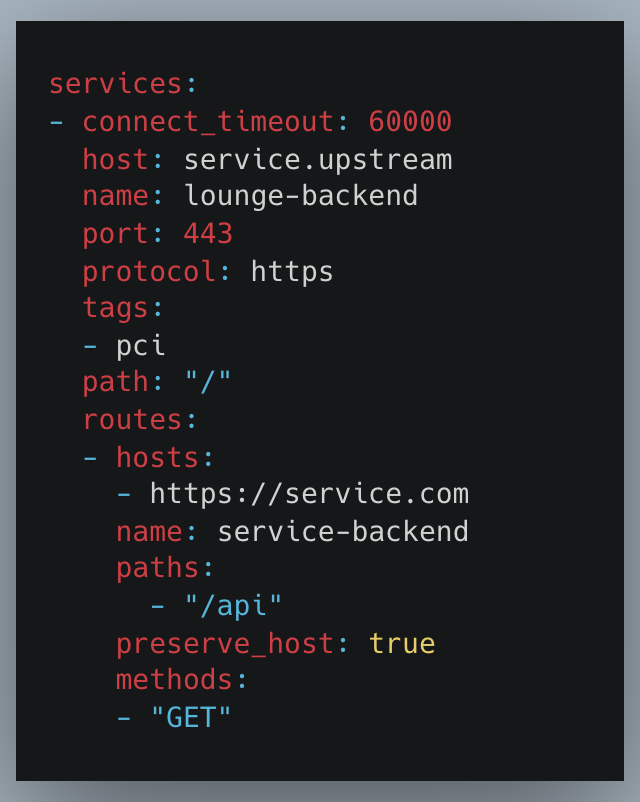 services:
- connect_timeout: 60000
  host: service.upstream
  name: lounge-backend
  port: 443
  protocol: https
  tags:
  - pci
  path: "/"
  routes:
  - hosts:
    - https://service.com
    name: service-backend
    paths:
      - "/api"
    preserve_host: true
    methods:
    - "GET"